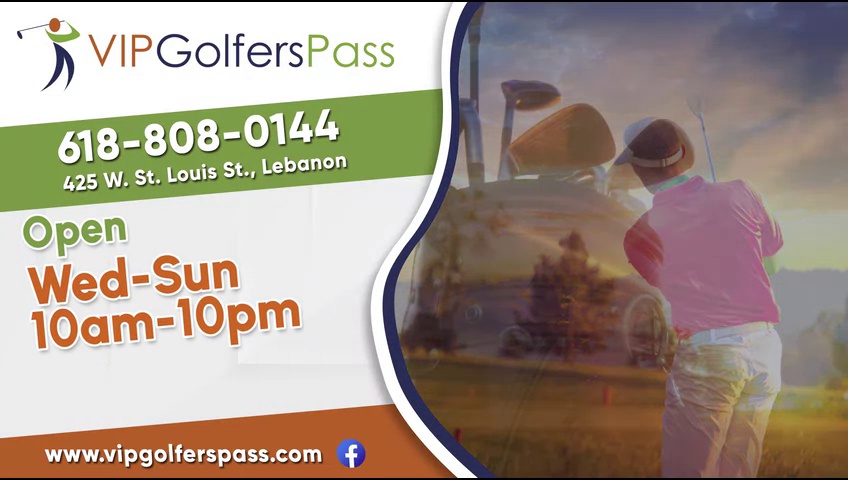 VIPGolfersPass
618-808-0144
425 W. St. Louis St., Lebanon
Open
Wed-Sun
10am-10pm
www.vipgolferspass.com